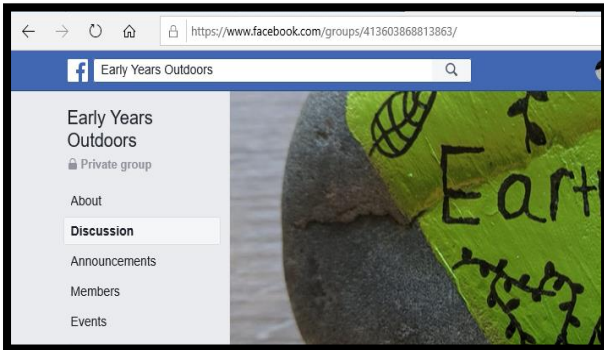 https://www.facebook.com/groups/413603868813863/
f Early Years Outdoors
Early Years
Outdoors
Private group
About
Discussion
Announcements
Members
Events
Eart